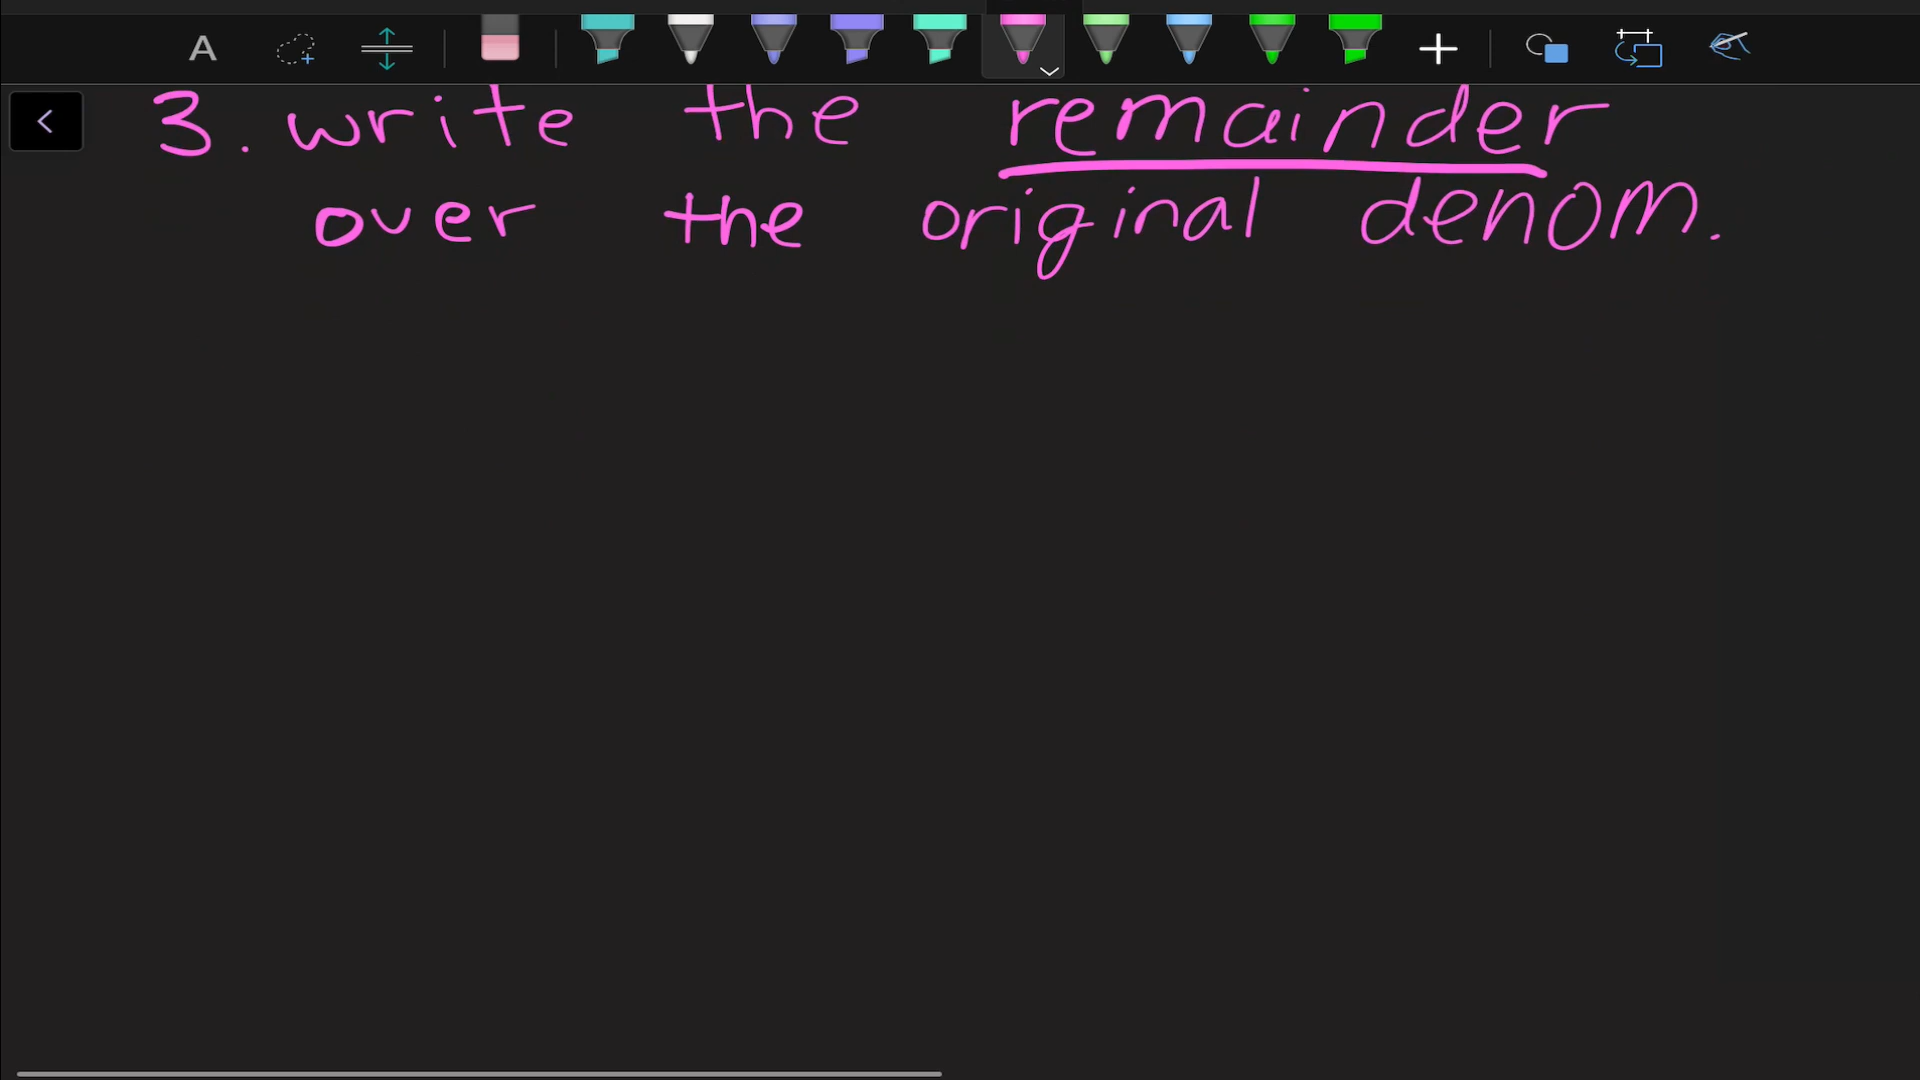 A
3. write the remainder
over the original denom.